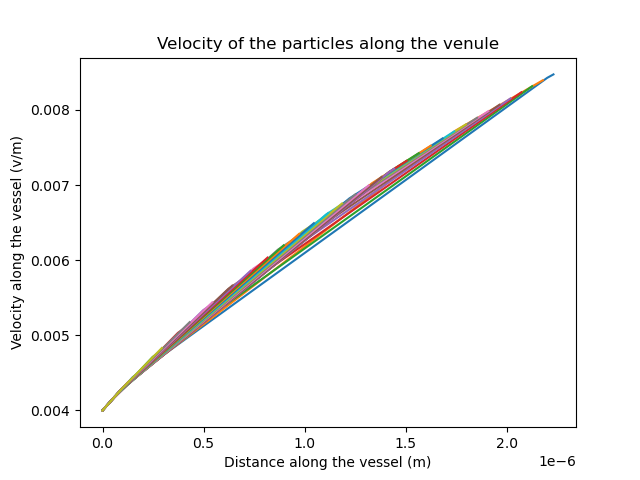 Velocity of the particles along the venule
Velocity along the vessel (v/m)
0.008
0.007
0.006
0.005
0.004
0.0
0.5
1.0
1.5
2.0
1e−6
Distance along the vessel (m)